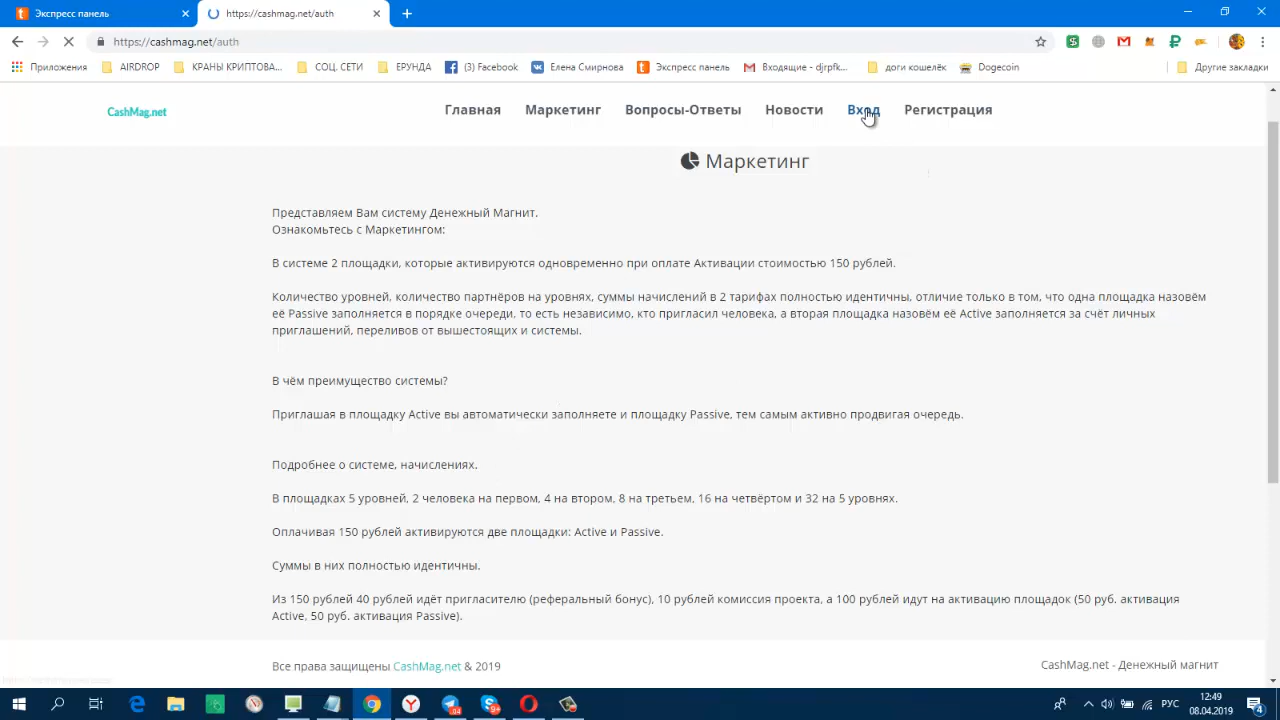 Экспресс панель
https://cashmag.net/auth
https://cashmag.net/auth
Приложения
AIRDROP
КРАНЫ КРИПТОВА...
СОЦ. СЕТИ
ЕРУНДА
(3) Facebook
Елена Смирнова
Экспресс панель
Входящие - djrpfk...
доги кошелёк
Dogecoin
Другие закладки
CashMag.net
Главная
Маркетинг
Вопросы-Ответы
Новости
Вход
Регистрация
Маркетинг
Представляем Вам систему Денежный Магнит.
Ознакомьтесь с Маркетингом:
В системе 2 площадки, которые активируются одновременно при оплате Активации стоимостью 150 рублей.
Количество уровней, количество партнёров на уровнях, суммы начислений в 2 тарифах полностью идентичны, отличие только в том, что одна площадка назовём
её Passive заполняется в порядке очереди, то есть независимо, кто пригласил человека, а вторая площадка назовём её Active заполняется за счёт личных
приглашений, переливов от вышестоящих и системы.
В чём преимущество системы?
Приглашая в площадку Active вы автоматически заполняете и площадку Passive, тем самым активно продвигая очередь.
Подробнее о системе, начислениях.
В площадках 5 уровней, 2 человека на первом, 4 на втором, 8 на третьем, 16 на четвёртом и 32 на 5 уровнях.
Оплачивая 150 рублей активируются две площадки: Active и Passive.
Суммы в них полностью идентичны.
Из 150 рублей 40 рублей идёт пригласителю (реферальный бонус), 10 рублей комиссия проекта, а 100 рублей идут на активацию площадок (50 руб. активация
Active, 50 руб. активация Passive).
Все права защищены CashMag.net & 2019
CashMag.net - Денежный магнит
94
9+
РУС
12:49
08.04.2019
4